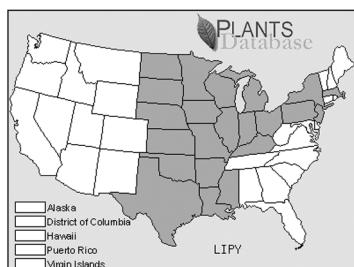 PLANTS
Database
Alaska
District of Columbia
Hawaii
Puerto Rico
Virgin Islands
LIPY